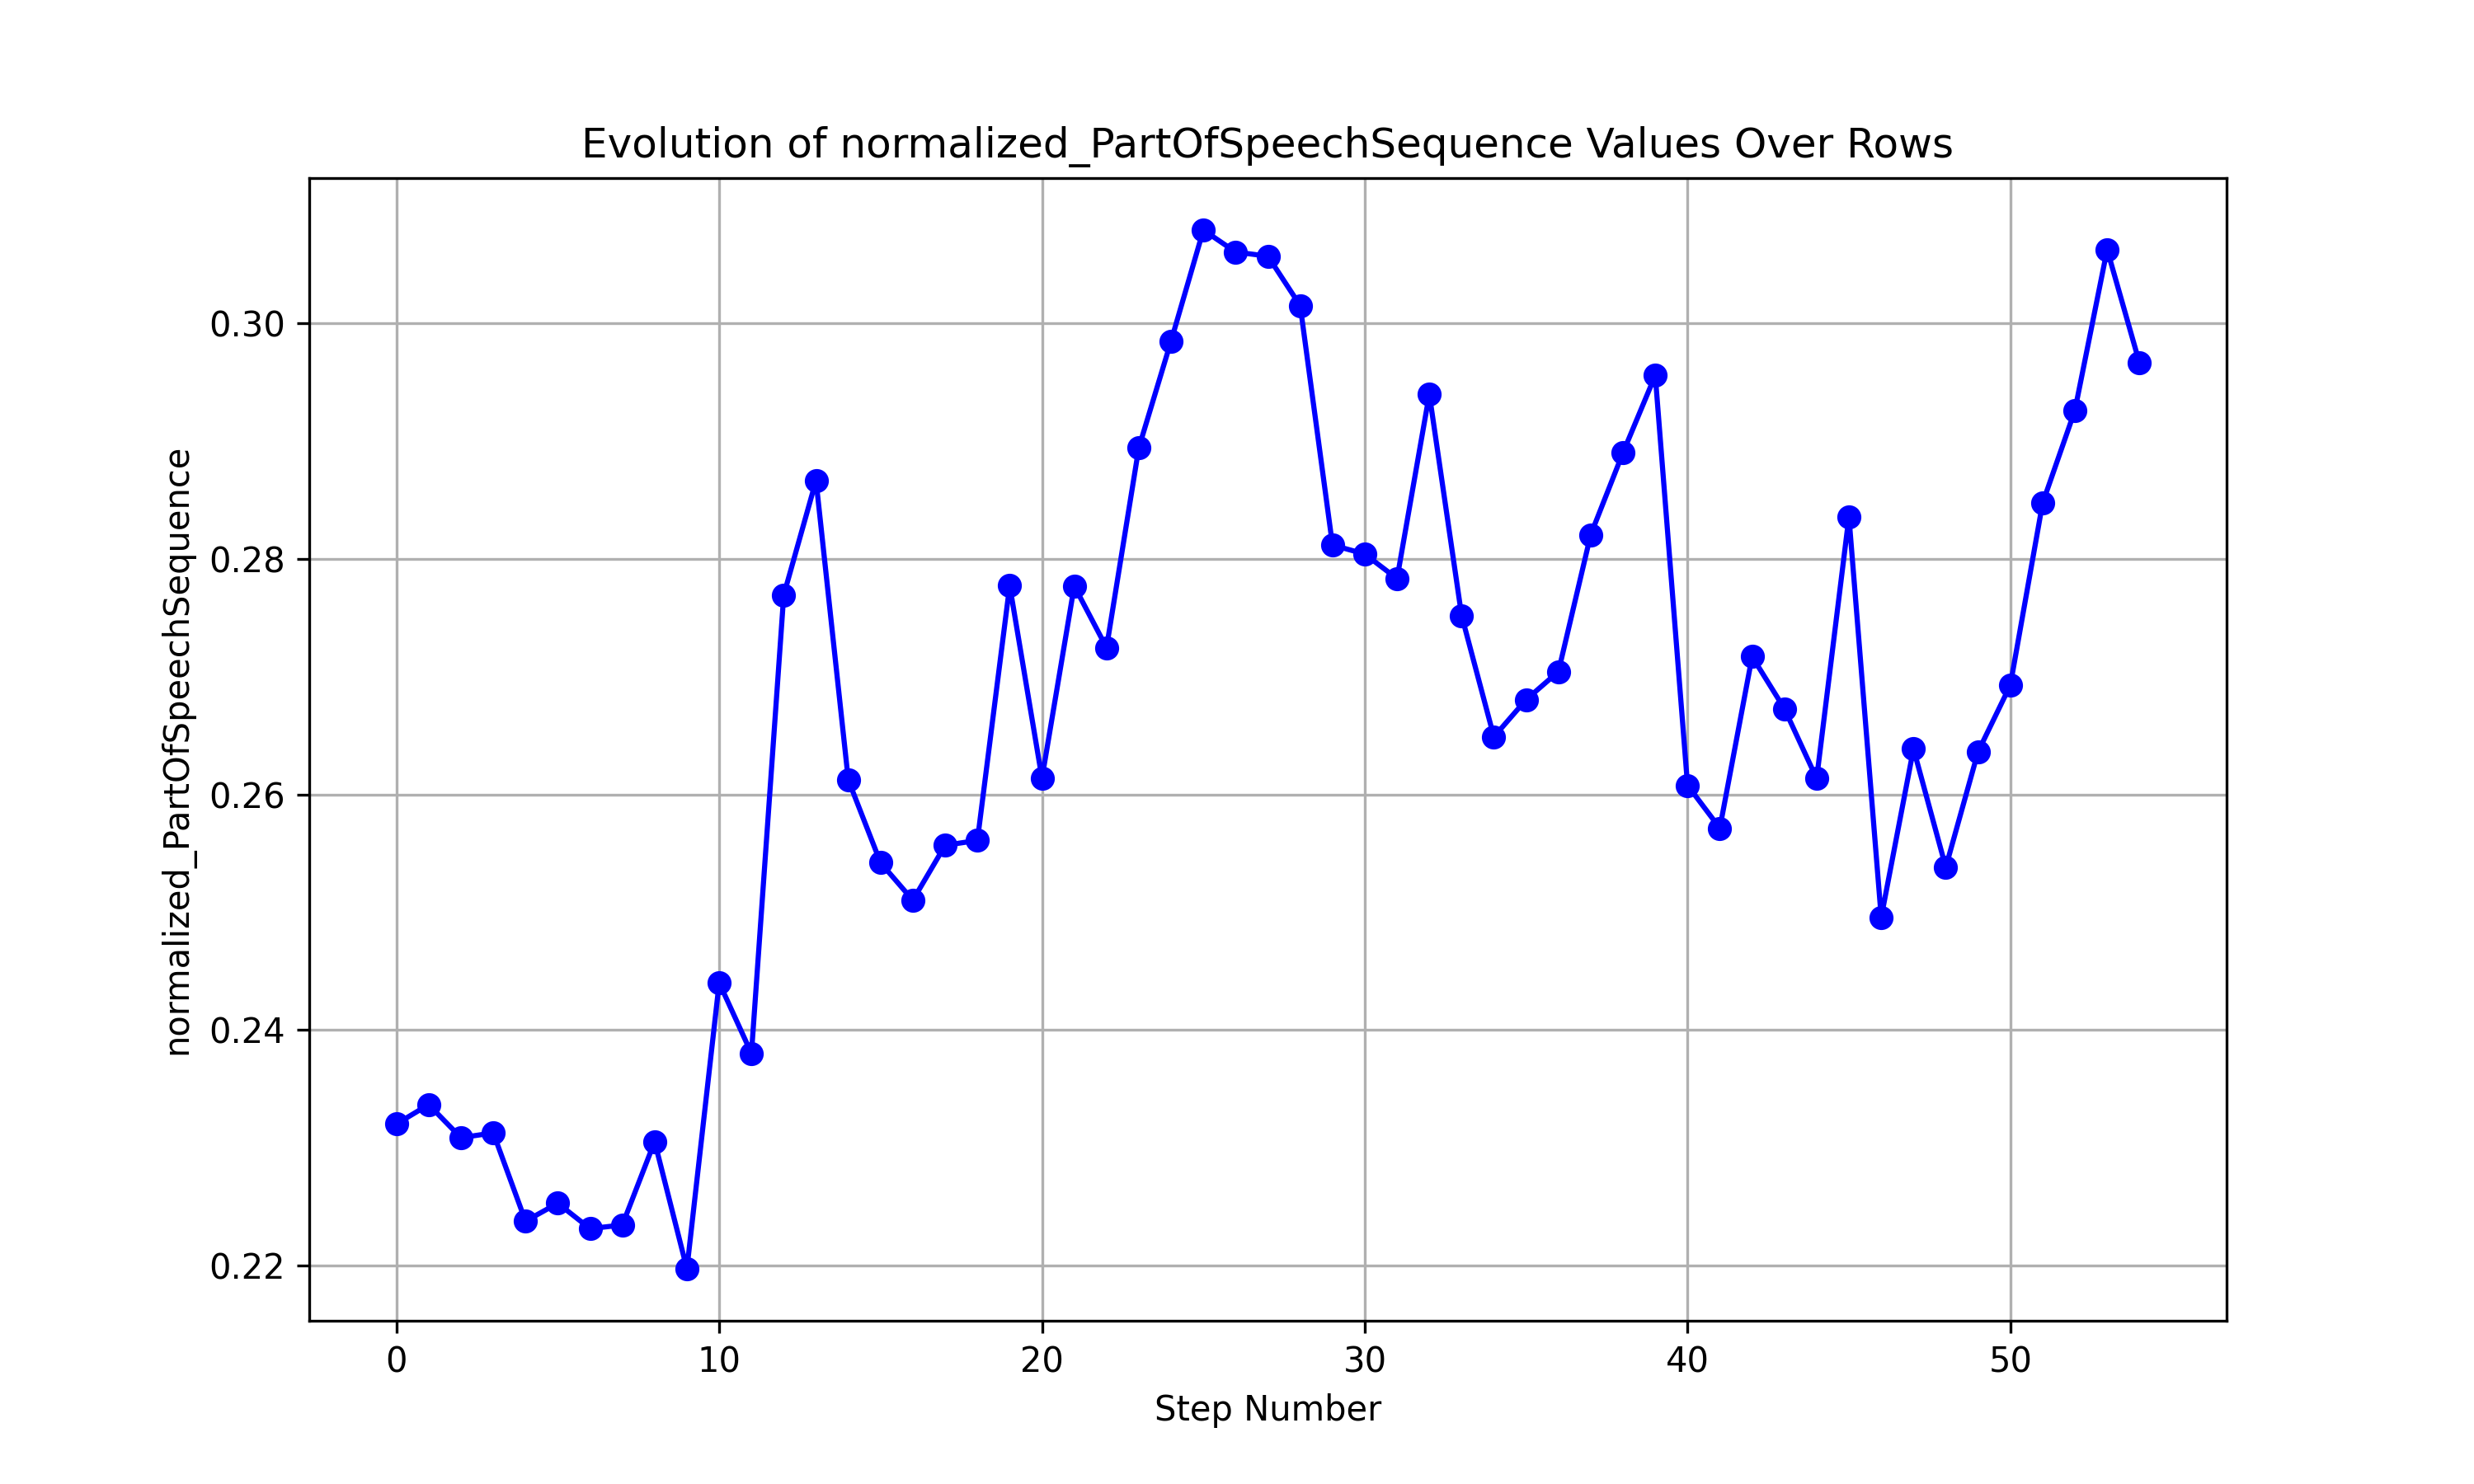 Evolution of normalized_PartOfSpeechSequence Values Over Rows
normalized_PartOfSpeechSequence
0.30
0.28
0.26
0.24
0.22
0 10 20 30 40 50
Step Number